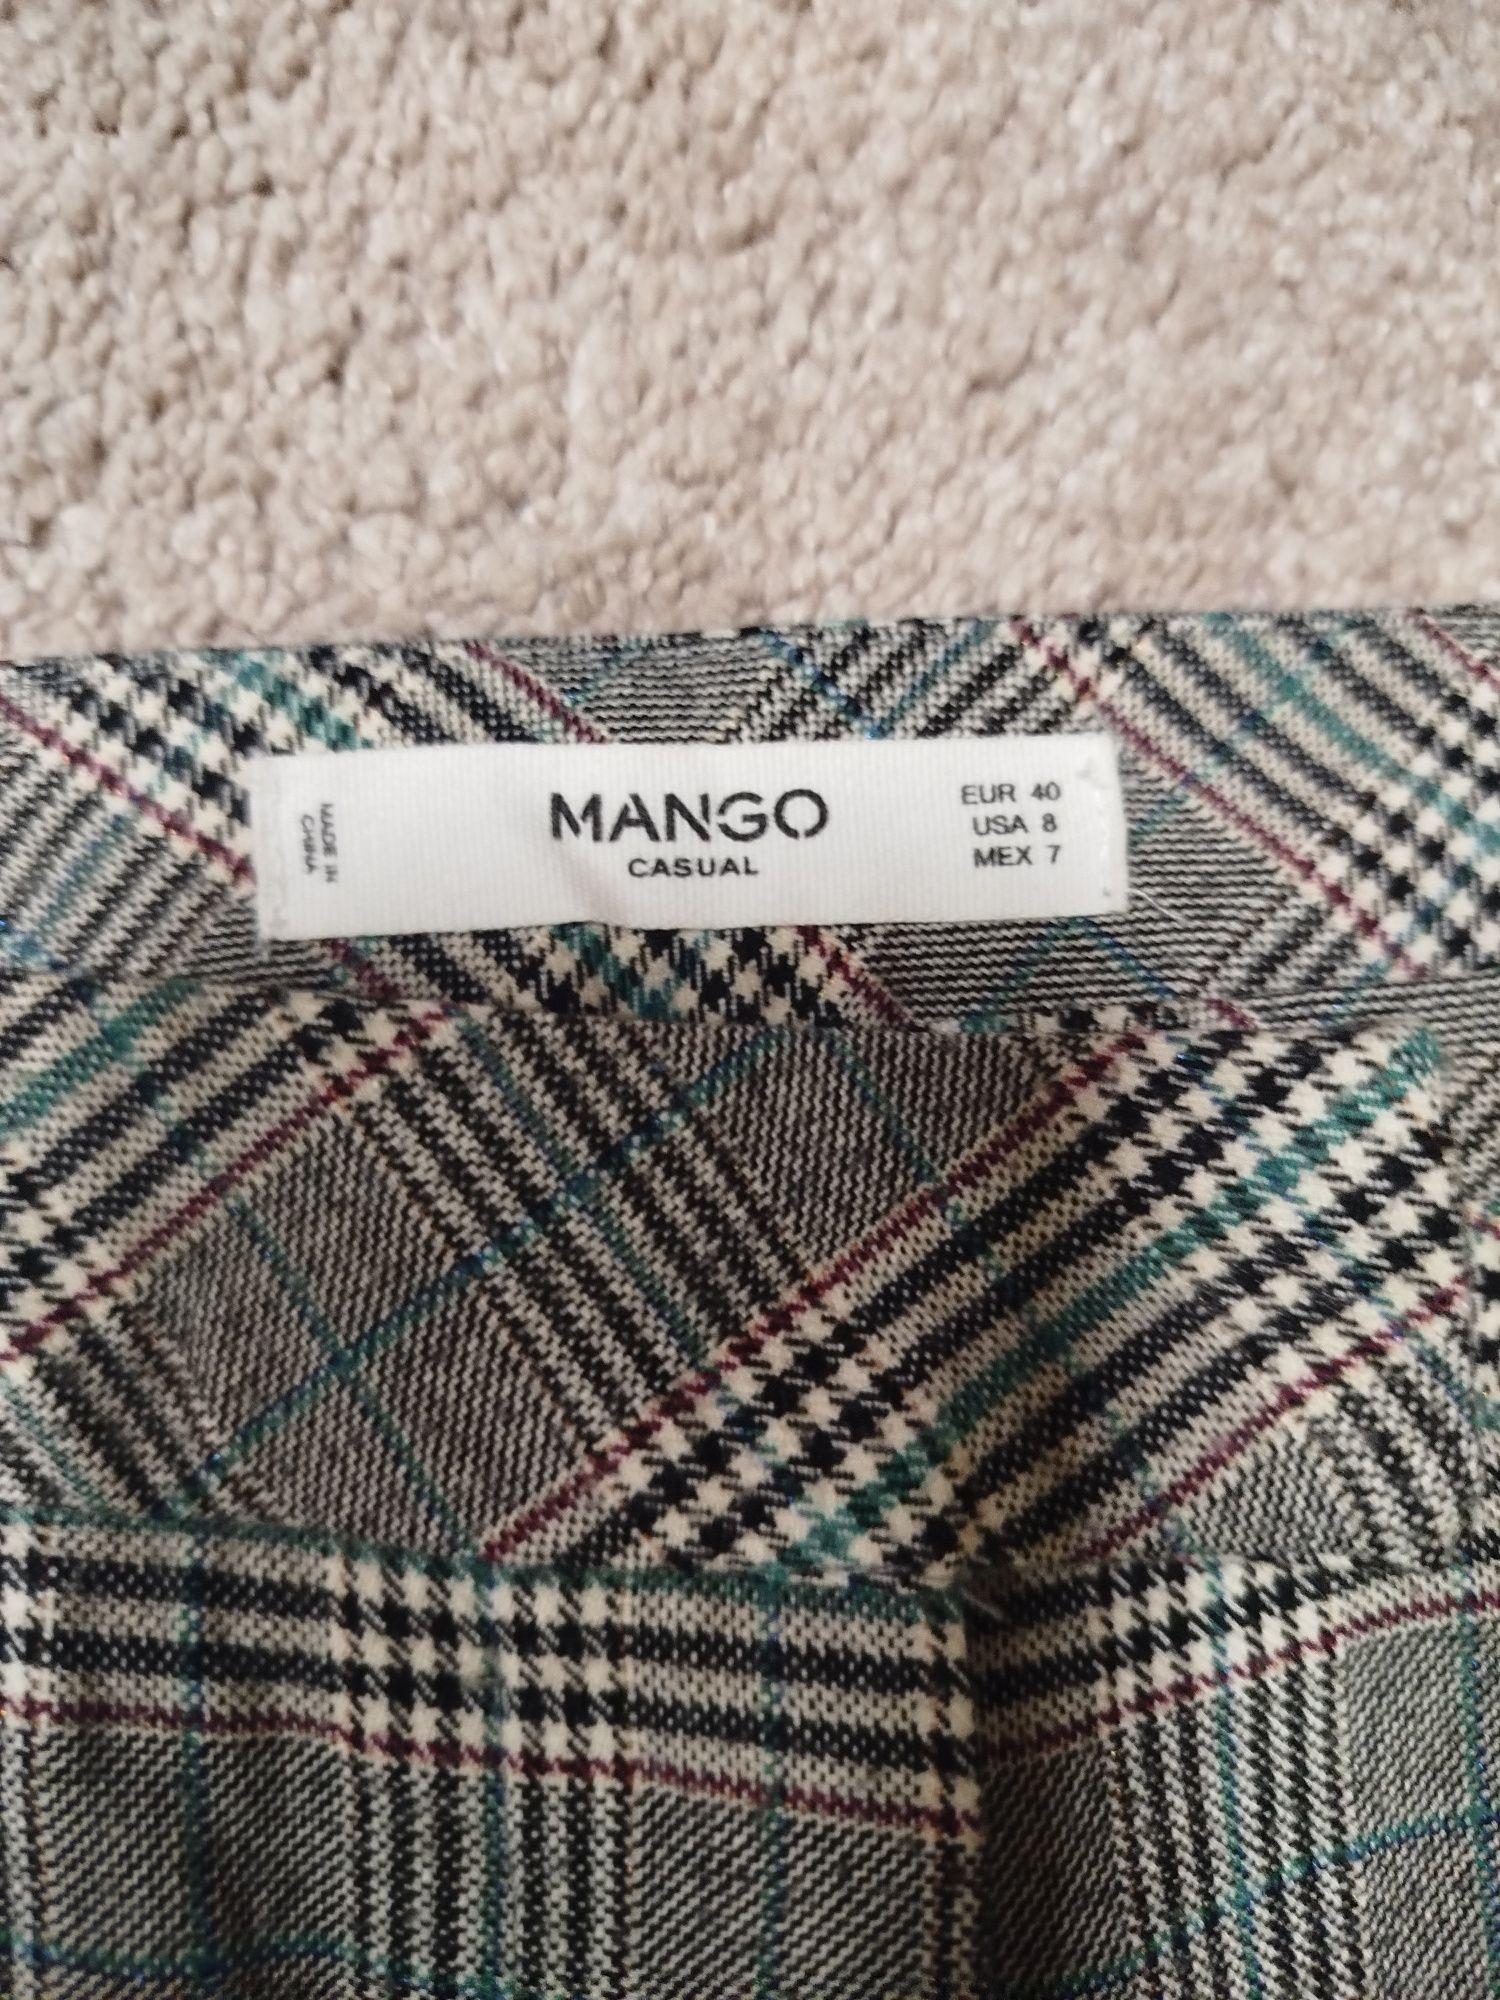 MADE IN
CHINA
MANGO
CASUAL
EUR 40
USA 8
MEX 7